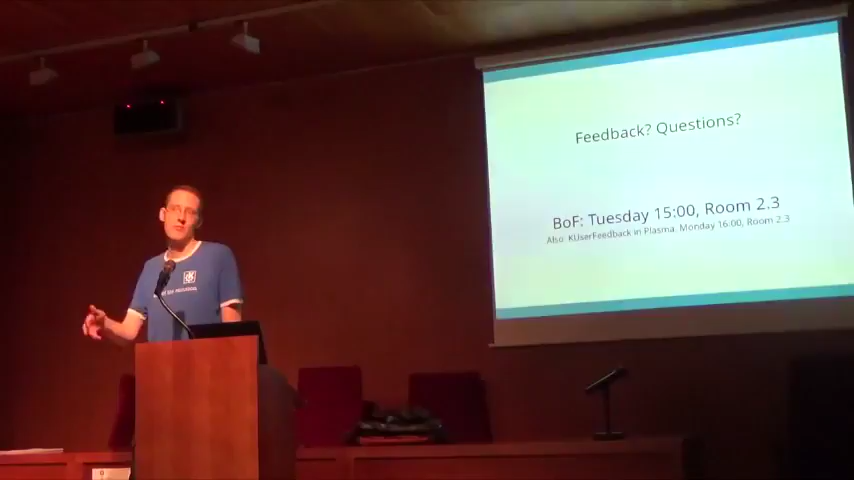 Feedback? Questions?
BoF: Tuesday 15:00, Room 2.3
Also: KUserFeedback in Plasma Monday 16:00, Room 2.3